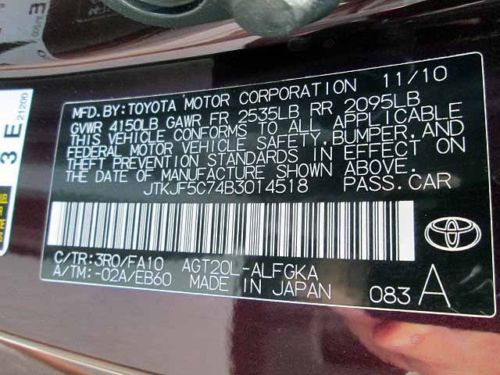 MFD. BY: TOYOTA MOTOR CORPORATION 11/10
GVWR 4150LB GAWR FR 2535LB RR 2095LB
THIS VEHICLE CONFORMS TO ALL APPLICABLE
FEDERAL MOTOR VEHICLE SAFETY, BUMPER, AND
THEFT PREVENTION STANDARDS IN EFFECT ON
THE DATE OF MANUFACTURE SHOWN ABOVE.
JTKJF5C74B3014518 PASS.CAR
C/TR:3R0/FA10 AGT20L-ALFGKA
A/TM:-02A/EB60 MADE IN JAPAN 083 A
3 E
21200